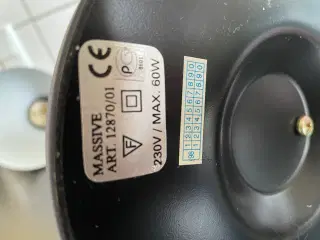 CE
MASSIVE
ART. 12870/01
F
230V / MAX. 60W
1 2 3 4 5 6 7 8 9 0
98 1 2 3 4 5 6 7 8 9 0